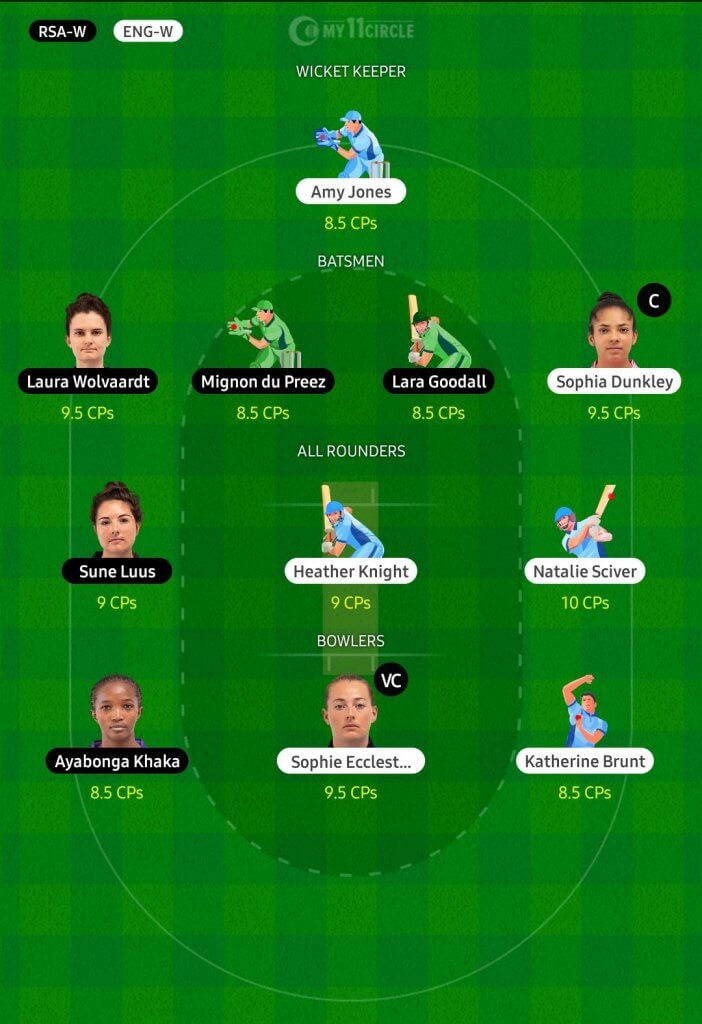 RSA-W ENG-W MY11CIRCLE
WICKET KEEPER
Amy Jones
8.5 CPs
BATSMEN
C
Laura Wolvaardt Mignon du Preez Lara Goodall Sophia Dunkley
9.5 CPs 8.5 CPs 8.5 CPs 9.5 CPs
ALL ROUNDERS
Sune Luus Heather Knight Natalie Sciver
9 CPs 9 CPs 10 CPs
BOWLERS
VC
Ayabonga Khaka Sophie Ecclest... Katherine Brunt
8.5 CPs 9.5 CPs 8.5 CPs